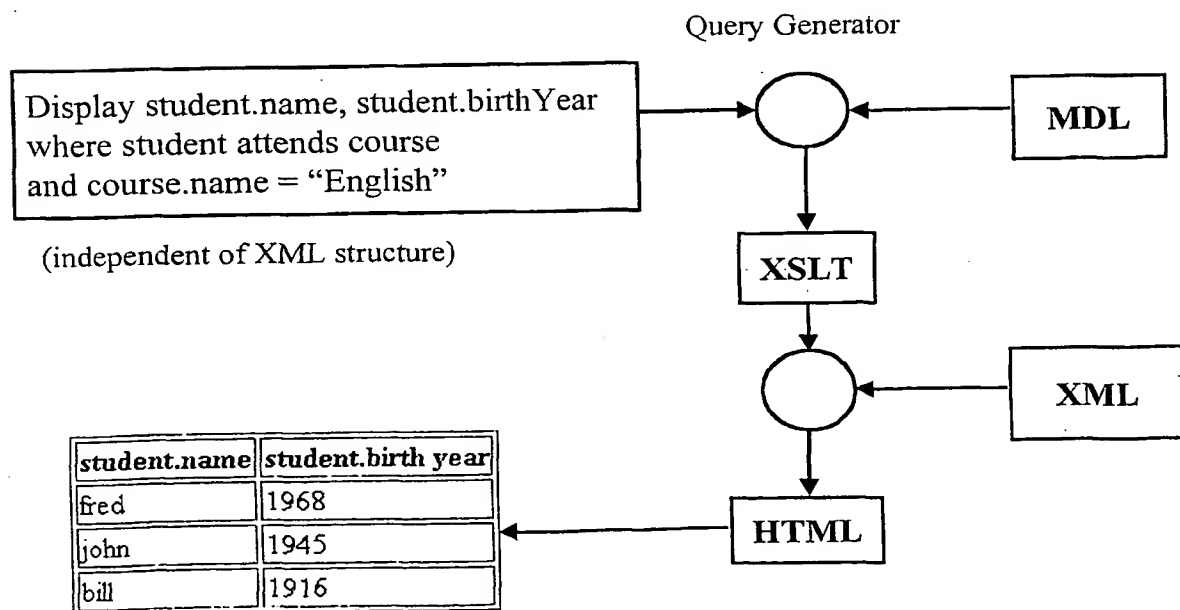 Query Generator
Display student.name, student.birthYear
where student attends course
and course.name = “English”
MDL
(independent of XML structure)
XSLT
XML
student.name student.birth year
fred 1968
john 1945
bill 1916
HTML